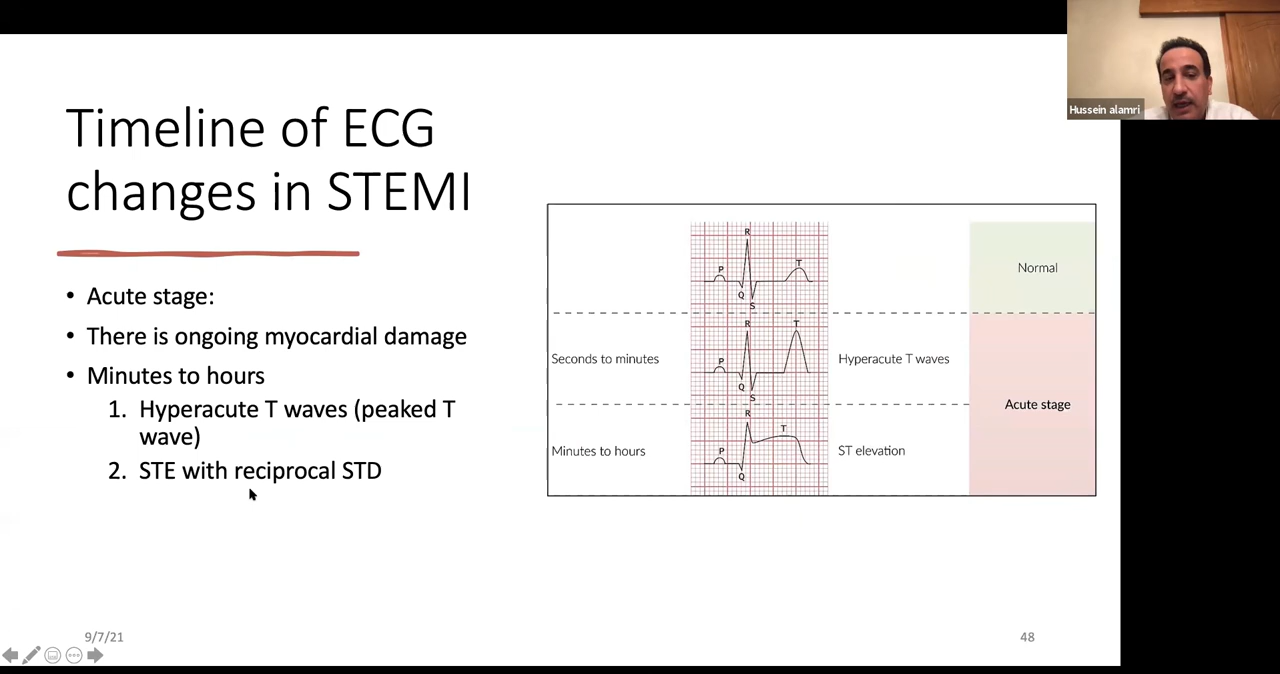 Hussein alamri
Timeline of ECG
changes in STEMI
• Acute stage:
• There is ongoing myocardial damage
• Minutes to hours
1. Hyperacute T waves (peaked T
wave)
2. STE with reciprocal STD
R
P
T
Q
S
Normal
Seconds to minutes
R
T
P
Q
S
Hyperacute T waves
Acute stage
Minutes to hours
R
T
P
Q
ST elevation
9/7/21
48